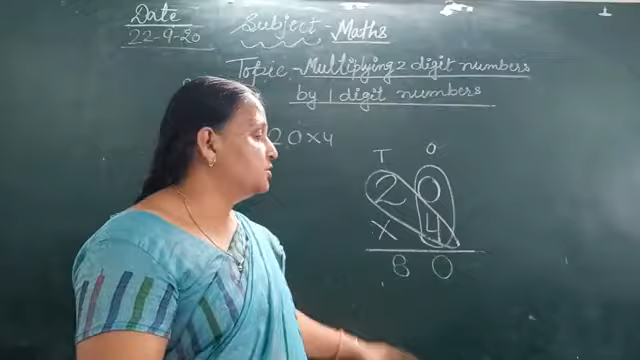 Date
22-9-20
Subject - Maths
Topic - Multiplying 2 digit numbers
by 1 digit numbers
20×4
T O
2 0
× 4
8 0